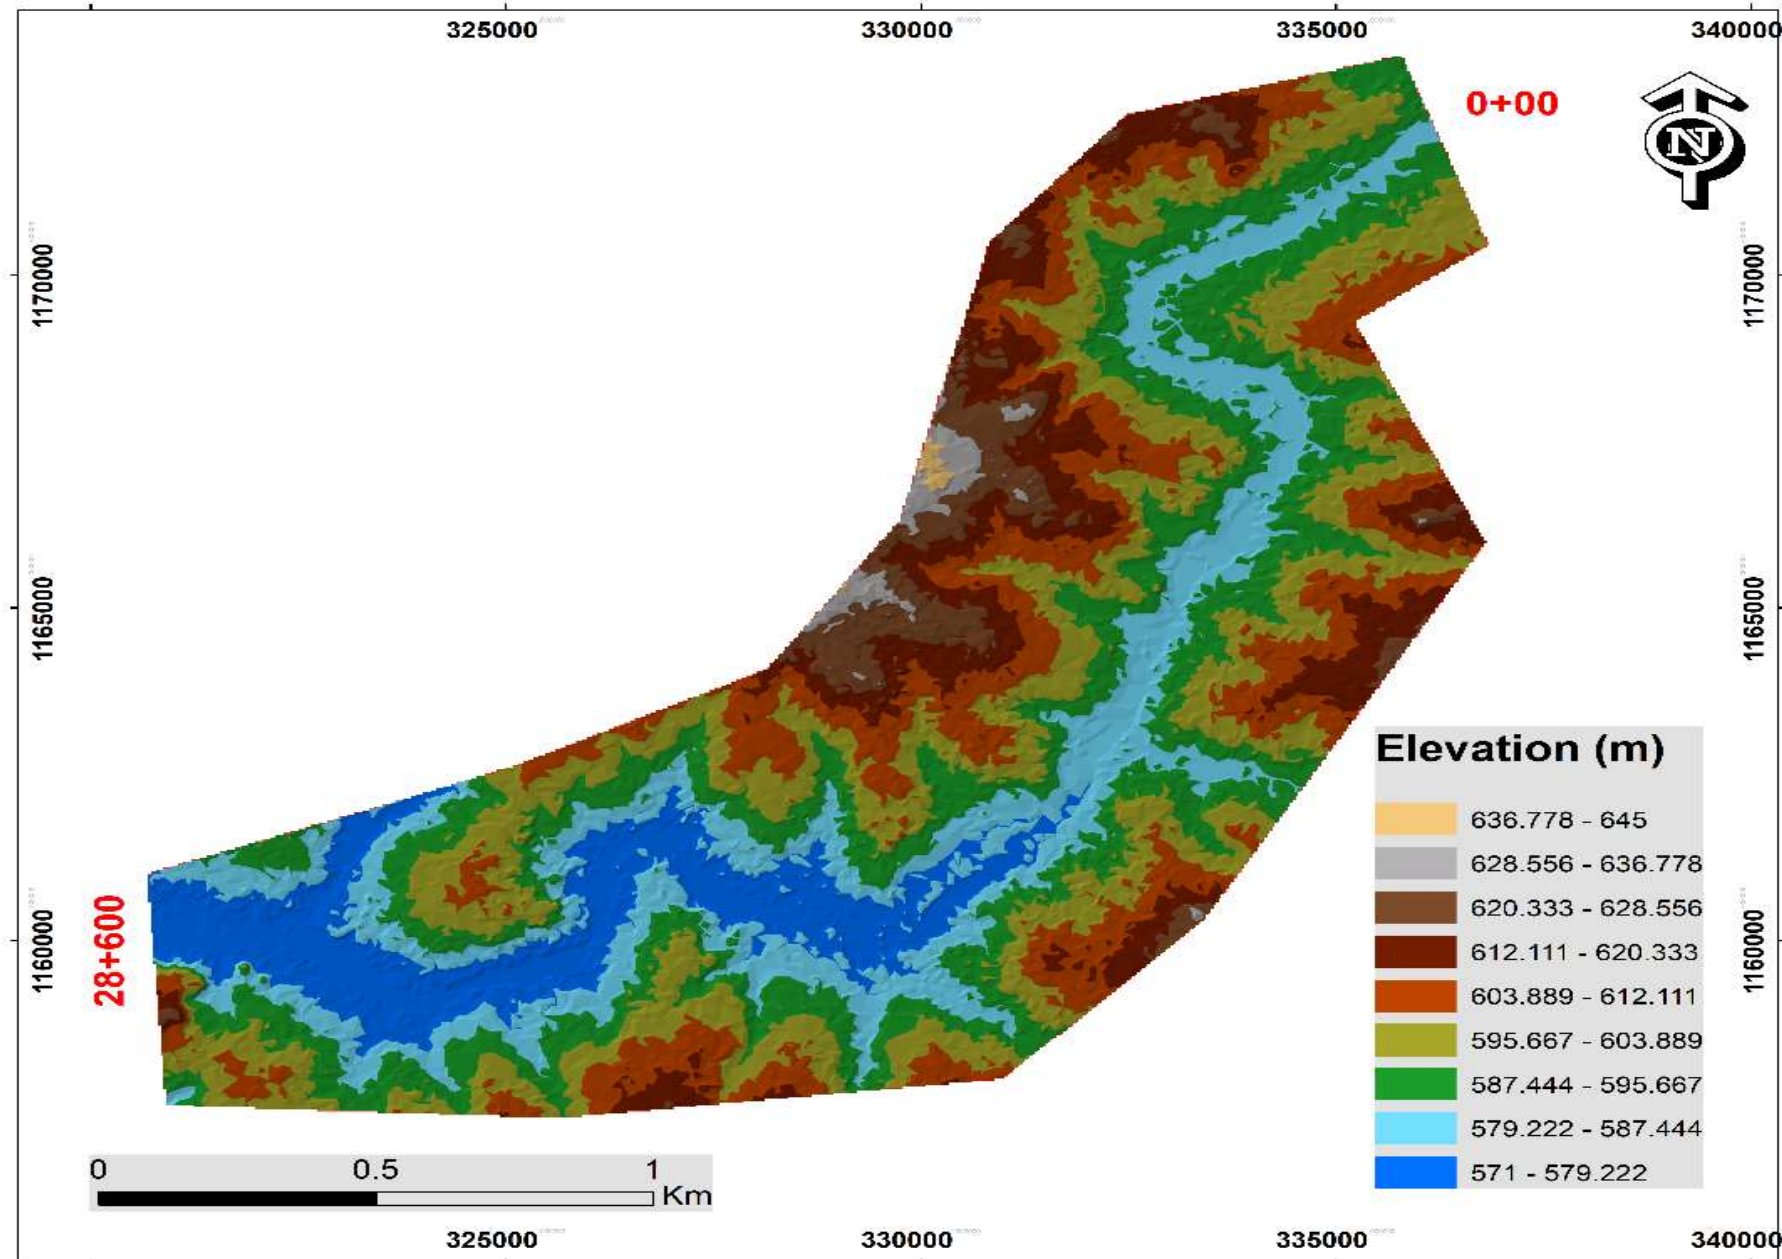 325000 330000 335000 340000
0+00
N
1170000 1170000
1165000 1165000
1160000 1160000
28+600
Elevation (m)
636.778 - 645
628.556 - 636.778
620.333 - 628.556
612.111 - 620.333
603.889 - 612.111
595.667 - 603.889
587.444 - 595.667
579.222 - 587.444
571 - 579.222
0 0.5 1
Km
325000 330000 335000 340000